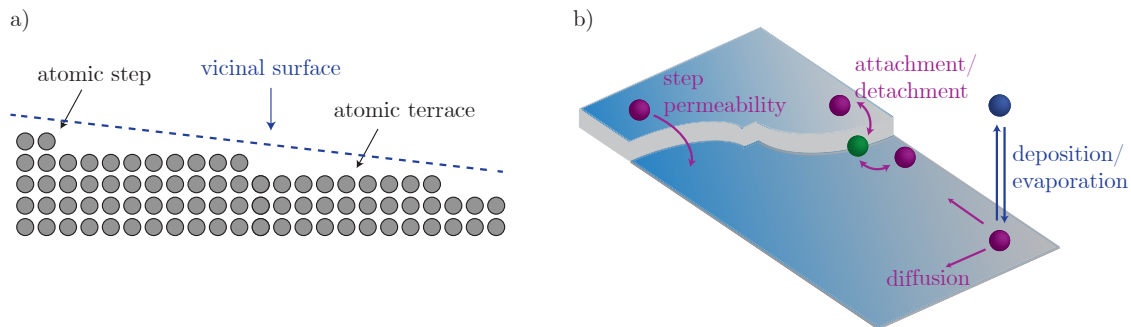 a)
atomic step
vicinal surface
atomic terrace
b)
step
permeability
attachment/
detachment
deposition/
evaporation
diffusion